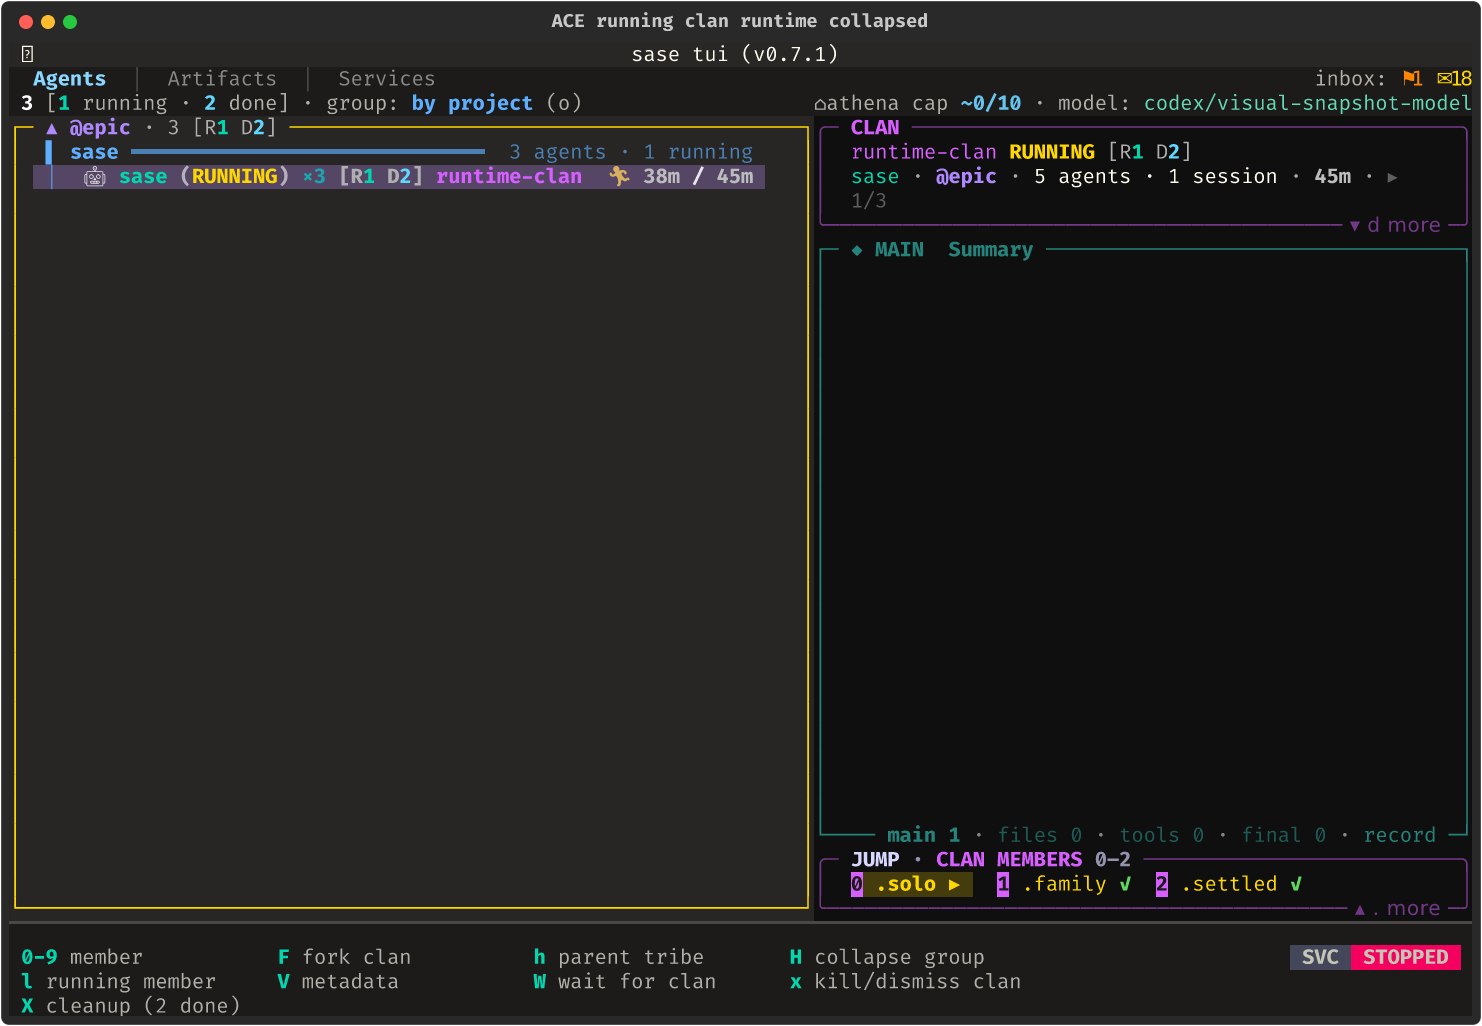 ACE running clan runtime collapsed
sase tui (v0.7.1)
Agents │ Artifacts │ Services
inbox: ⚑1 ✉18
3 [1 running · 2 done] · group: by project (o)
⌂athena cap ~0/10 · model: codex/visual-snapshot-model
▲ @epic · 3 [R1 D2]
sase 3 agents · 1 running
🤖 sase (RUNNING) ×3 [R1 D2] runtime-clan 🏃 38m / 45m
CLAN
runtime-clan RUNNING [R1 D2]
sase · @epic · 5 agents · 1 session · 45m · ▶
1/3
▼ d more
◆ MAIN Summary
main 1 · files 0 · tools 0 · final 0 · record
JUMP · CLAN MEMBERS 0–2
0 .solo ▶ 1 .family ✓ 2 .settled ✓
▲ . more
0-9 member F fork clan h parent tribe H collapse group
l running member V metadata W wait for clan x kill/dismiss clan
X cleanup (2 done)
SVC STOPPED